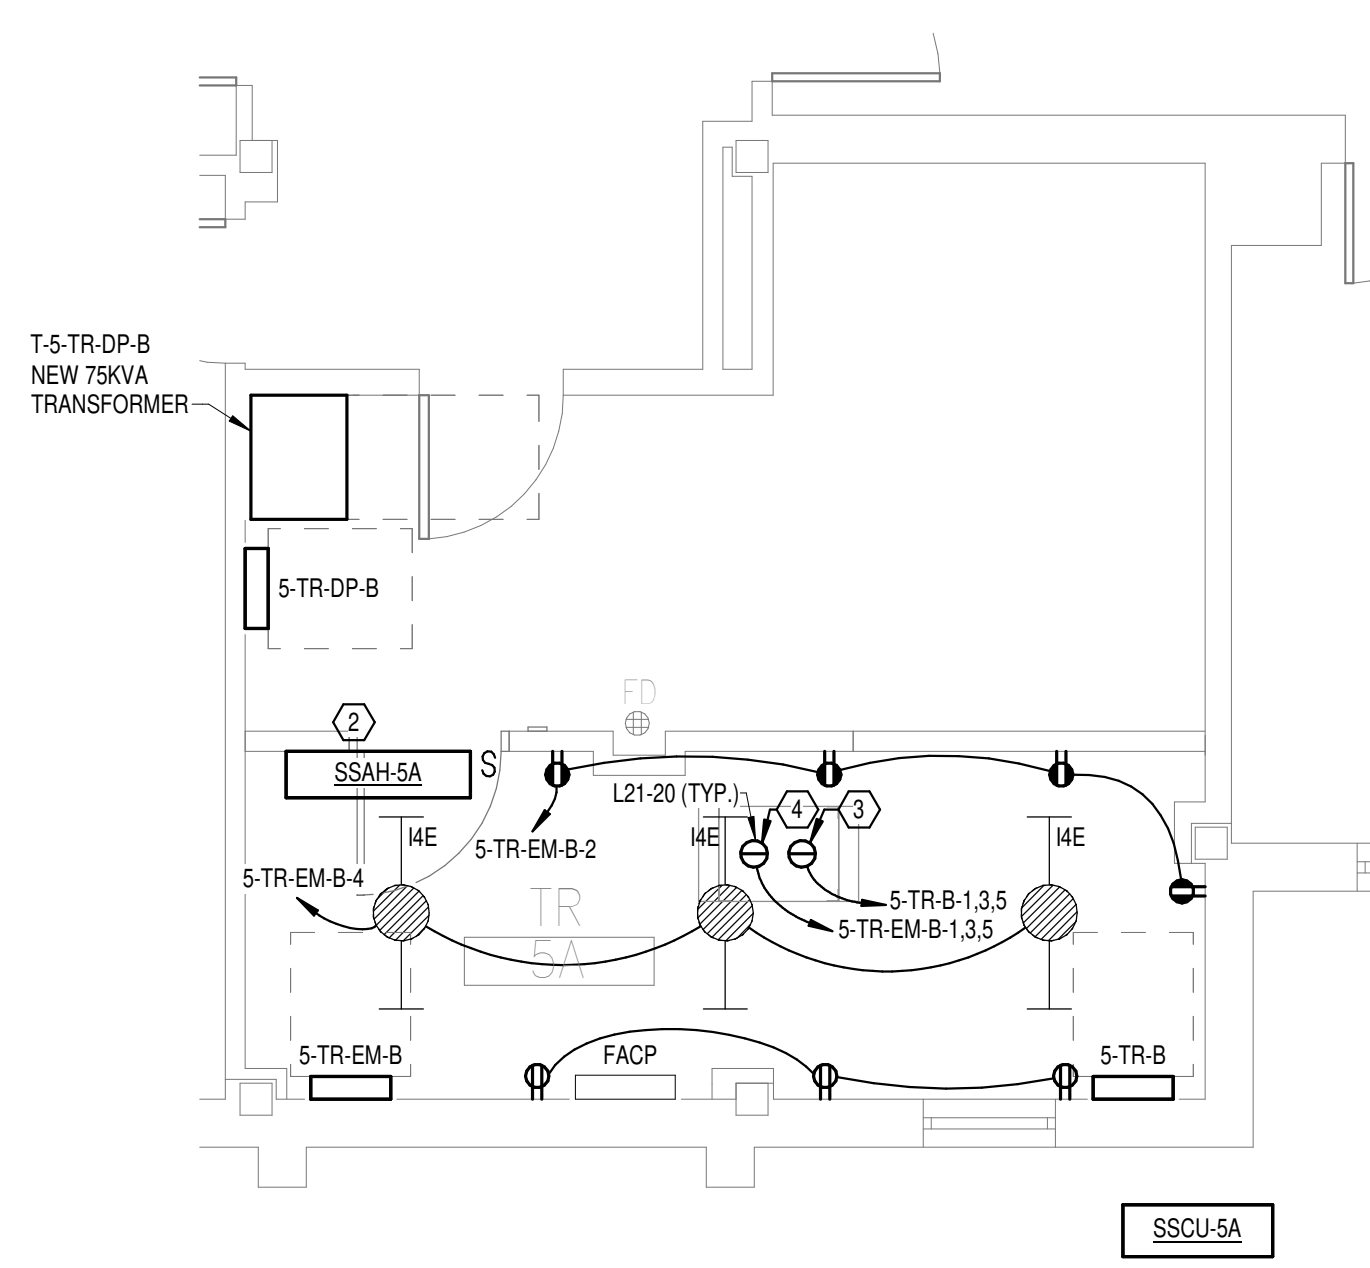 T-5-TR-DP-B
NEW 75KVA
TRANSFORMER
5-TR-DP-B
FD
2
SSAH-5A
S
L21-20 (TYP.)
4
3
I4E
I4E
I4E
5-TR-EM-B-2
5-TR-EM-B-4
5-TR-B-1,3,5
5-TR-EM-B-1,3,5
TR
5A
5-TR-EM-B
FACP
5-TR-B
SSCU-5A